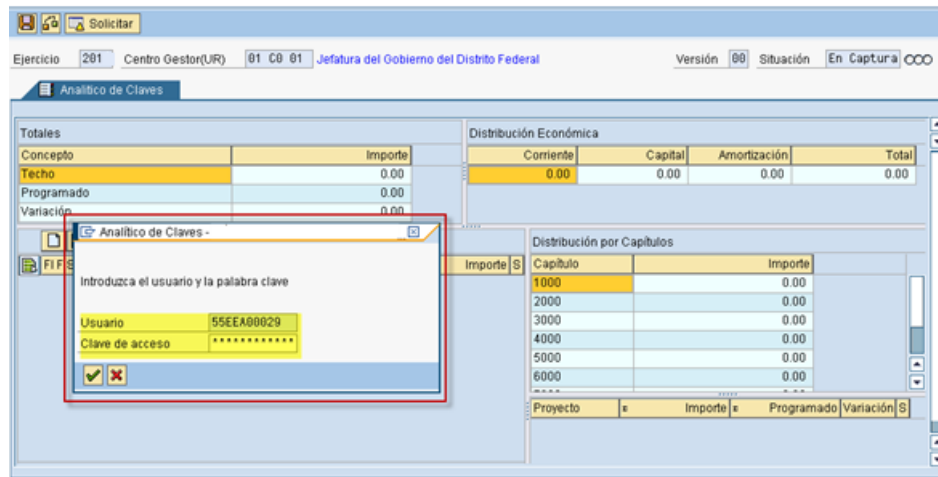 Solicitar
Ejercicio 201 Centro Gestor(UR) 01 C0 01 Jefatura del Gobierno del Distrito Federal Versión 00 Situación En Captura
Analítico de Claves
Totales
Concepto Importe
Techo 0.00
Programado 0.00
Variación 0.00
Distribución Económica
Corriente Capital Amortización Total
0.00 0.00 0.00 0.00
Analítico de Claves -
Introduzca el usuario y la palabra clave
Usuario 55EEA00029
Clave de acceso ************
FI F S Importe S
Distribución por Capítulos
Capítulo Importe
1000 0.00
2000 0.00
3000 0.00
4000 0.00
5000 0.00
6000 0.00
Proyecto Importe Programado Variación S